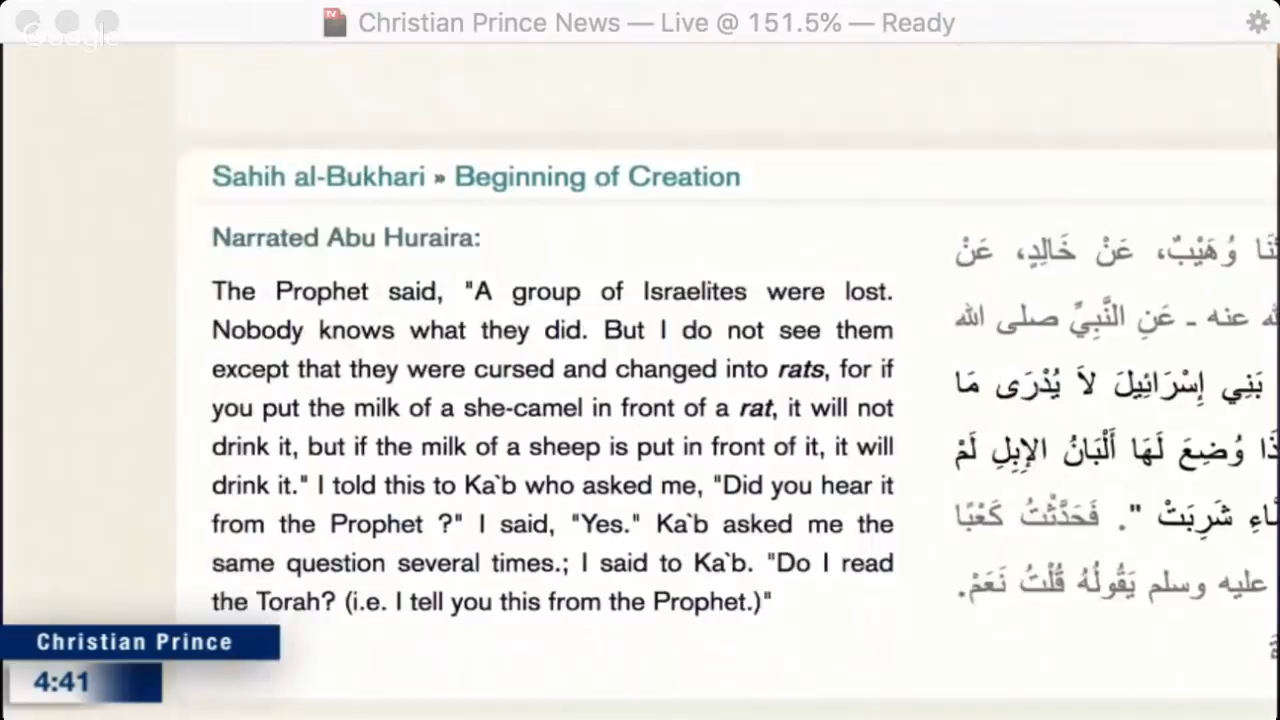 Christian Prince News — Live @ 151.5% — Ready
Google
Sahih al-Bukhari » Beginning of Creation
Narrated Abu Huraira:
The Prophet said, "A group of Israelites were lost.
Nobody knows what they did. But I do not see them
except that they were cursed and changed into rats, for if
you put the milk of a she-camel in front of a rat, it will not
drink it, but if the milk of a sheep is put in front of it, it will
drink it." I told this to Ka`b who asked me, "Did you hear it
from the Prophet ?" I said, "Yes." Ka`b asked me the
same question several times.; I said to Ka`b. "Do I read
the Torah? (i.e. I tell you this from the Prophet.)"
وُهَيْبٌ، عَنْ خَالِدٍ، عَنْ
عنه ـ عَنِ النَّبِيِّ صلى الله
بَنِي إِسْرَائِيلَ لاَ يُدْرَى مَا
وُضِعَ لَهَا أَلْبَانُ الإِبِلِ لَمْ
شَرِبَتْ ‏"‏‏.‏ فَحَدَّثْتُ كَعْبًا
عليه وسلم يَقُولُهُ قُلْتُ نَعَمْ‏.‏
Christian Prince
4:41